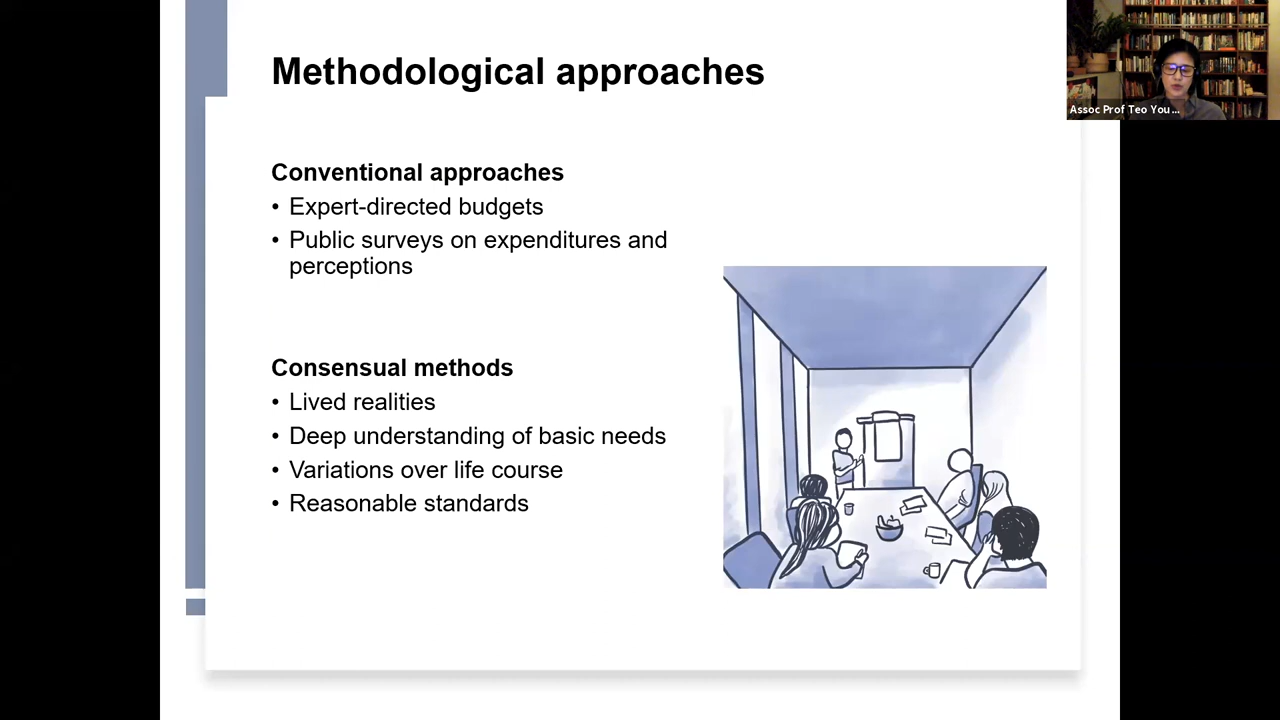 Methodological approaches
Assoc Prof Teo You...
Conventional approaches
• Expert-directed budgets
• Public surveys on expenditures and
perceptions
Consensual methods
• Lived realities
• Deep understanding of basic needs
• Variations over life course
• Reasonable standards